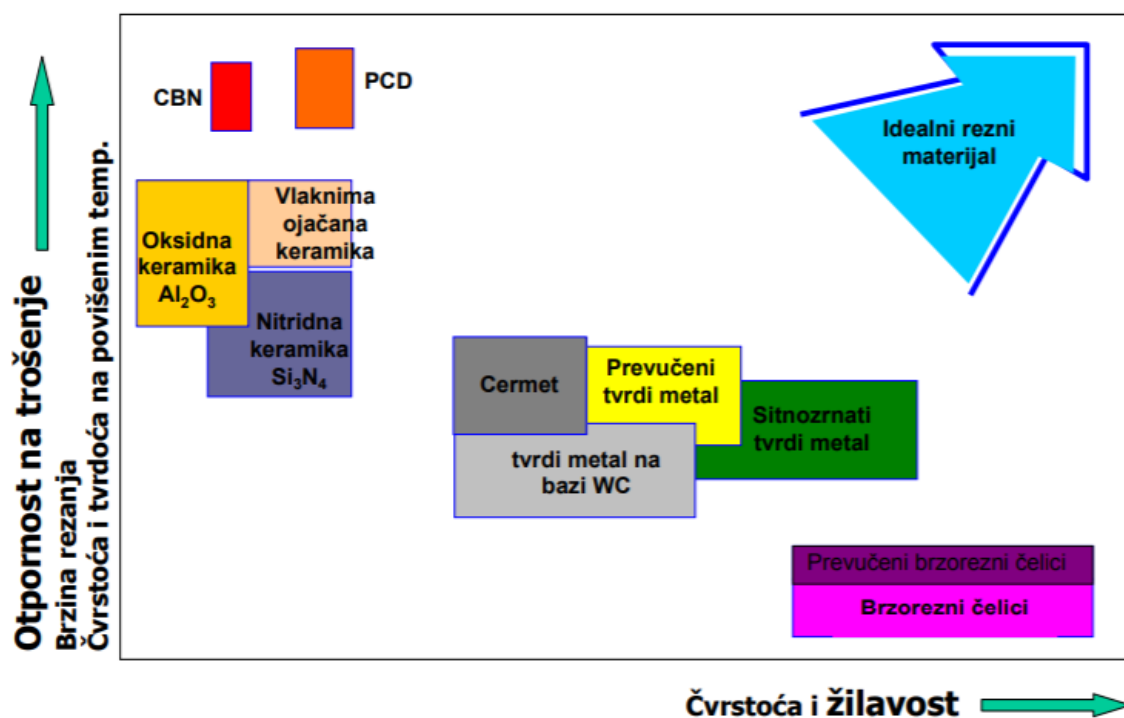 CBN
PCD
Idealni rezni
materijal
Vlaknima
ojačana
keramika
Oksidna
keramika
Al₂O₃
Nitridna
keramika
Si₃N₄
Cermet
Prevučeni
tvrdi metal
Sitnozrnati
tvrdi metal
tvrdi metal na
bazi WC
Prevučeni brzorezni čelici
Brzorezni čelici
Otpornost na trošenje
Brzina rezanja
Čvrstoća i tvrdoća na povišenim temp.
Čvrstoća i žilavost